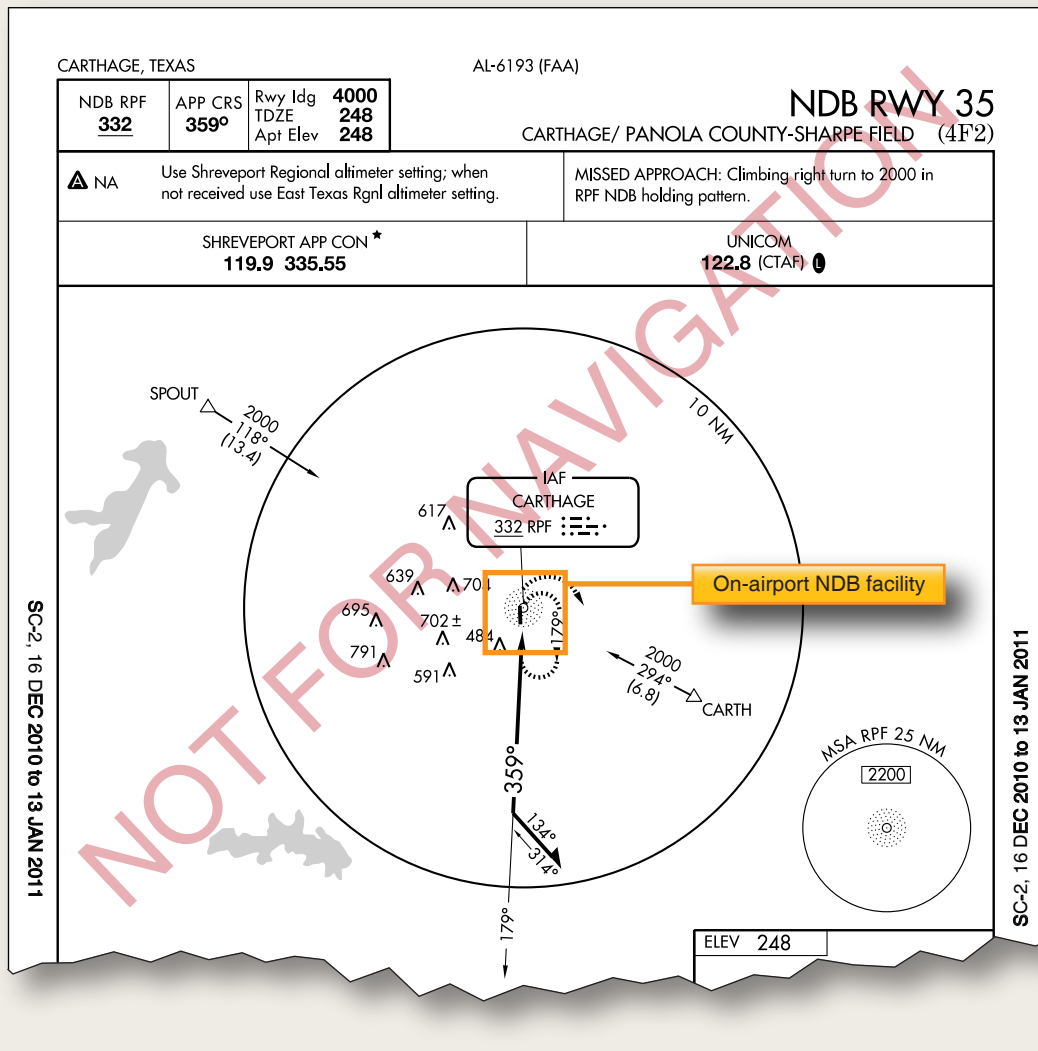 CARTHAGE, TEXAS
AL-6193 (FAA)
NDB RPF
332
APP CRS
359°
Rwy ldg 4000
TDZE 248
Apt Elev 248
NDB RWY 35
CARTHAGE/ PANOLA COUNTY-SHARPE FIELD (4F2)
A NA
Use Shreveport Regional altimeter setting; when
not received use East Texas Rgnl altimeter setting.
MISSED APPROACH: Climbing right turn to 2000 in
RPF NDB holding pattern.
SHREVEPORT APP CON ★
119.9 335.55
UNICOM
122.8 (CTAF) L
SPOUT
2000
118°
(13.4)
10 NM
IAF
CARTHAGE
332 RPF
617
639
704
695
702 ±
484
791
591
179°
On-airport NDB facility
2000
294°
(6.8)
CARTH
359°
134°
314°
179°
MSA RPF 25 NM
2200
ELEV 248
SC-2, 16 DEC 2010 to 13 JAN 2011
SC-2, 16 DEC 2010 to 13 JAN 2011
NOT FOR NAVIGATION